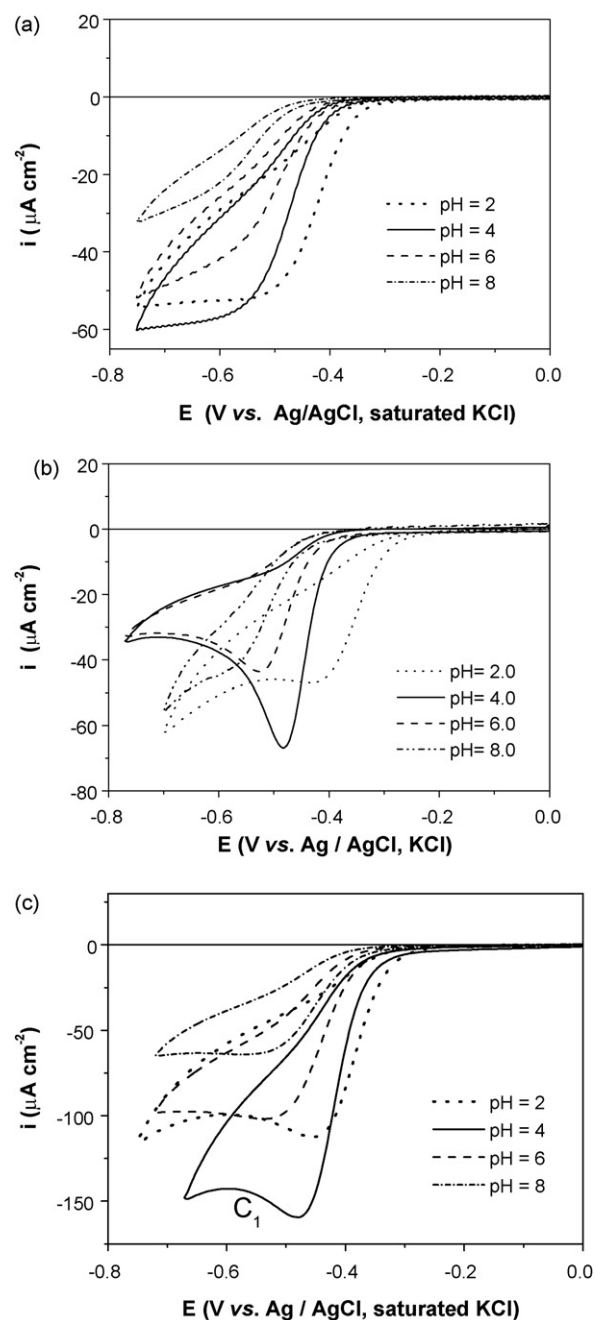 (a)
20
0
-20
-40
-60
i (µA cm-2)
pH = 2
pH = 4
pH = 6
pH = 8
-0.8 -0.6 -0.4 -0.2 0.0
E (V vs. Ag/AgCl, saturated KCl)
(b)
20
0
-20
-40
-60
-80
i (µA cm-2)
pH= 2.0
pH= 4.0
pH= 6.0
pH= 8.0
-0.8 -0.6 -0.4 -0.2 0.0
E (V vs. Ag / AgCl, KCl)
(c)
0
-50
-100
-150
i (µA cm-2)
C1
pH = 2
pH = 4
pH = 6
pH = 8
-0.8 -0.6 -0.4 -0.2 0.0
E (V vs. Ag / AgCl, saturated KCl)